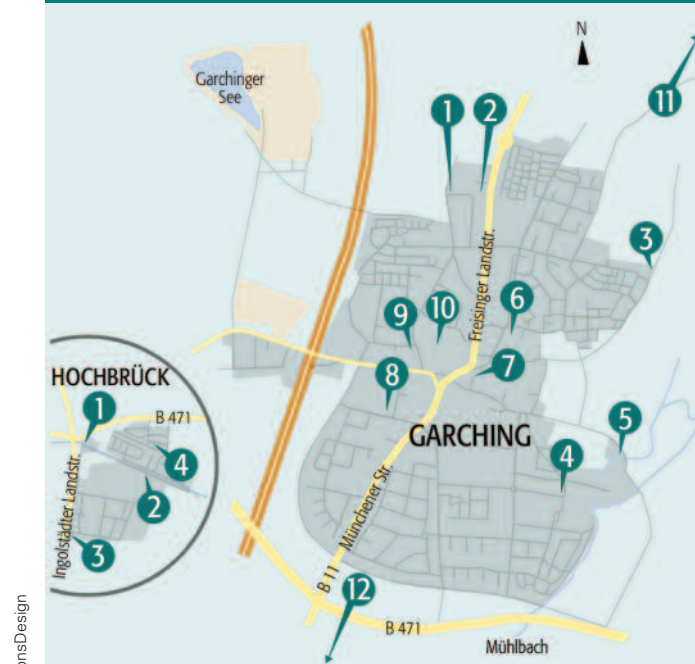 Garchinger
See
N
11
1
2
3
Freisinger Landstr.
6
10
9
7
8
HOCHBRÜCK
1
B 471
4
2
Ingolstädter Landstr.
3
GARCHING
5
4
Münchener Str.
B 11
12
B 471
Mühlbach
onsDesign